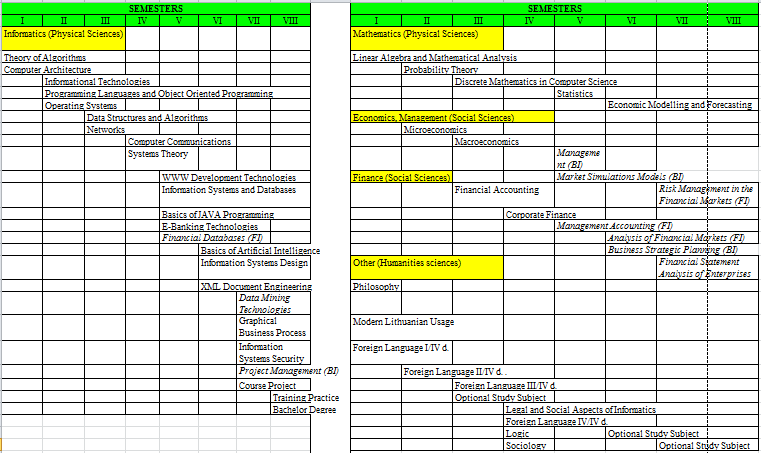 SEMESTERS
I II III IV V VI VII VIII
Informatics (Physical Sciences)
Theory of Algorithms
Computer Architecture
Informational Technologies
Programming Languages and Object Oriented Programming
Operating Systems
Data Structures and Algorithms
Networks
Computer Communications
Systems Theory
WWW Development Technologies
Information Systems and Databases
Basics of JAVA Programming
E-Banking Technologies
Financial Databases (FI)
Basics of Artificial Intelligence
Information Systems Design
XML Document Engineering
Data Mining
Technologies
Graphical
Business Process
Information
Systems Security
Project Management (BI)
Course Project
Training Practice
Bachelor Degree
SEMESTERS
I II III IV V VI VII VIII
Mathematics (Physical Sciences)
Linear Algebra and Mathematical Analysis
Probability Theory
Discrete Mathematics in Computer Science
Statistics
Economic Modelling and Forecasting
Economics, Management (Social Sciences)
Microeconomics
Macroeconomics
Manageme
nt (BI)
Finance (Social Sciences)
Market Simulations Models (BI)
Financial Accounting
Risk Management in the
Financial Markets (FI)
Corporate Finance
Management Accounting (FI)
Analysis of Financial Markets (FI)
Business Strategic Planning (BI)
Other (Humanities sciences)
Financial Statement
Analysis of Enterprises
Philosophy
Modern Lithuanian Usage
Foreign Language I/IV d.
Foreign Language II/IV d. .
Foreign Language III/IV d.
Optional Study Subject
Legal and Social Aspects of Informatics
Foreign Language IV/IV d.
Logic Optional Study Subject
Sociology Optional Study Subject